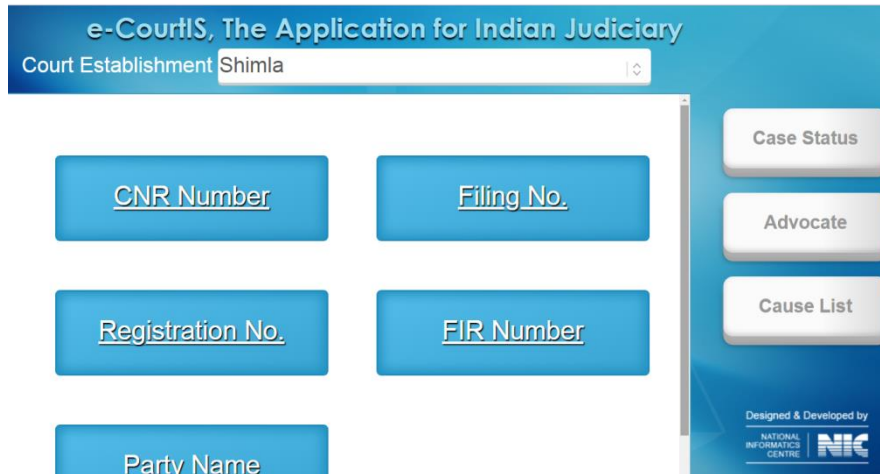 e-CourtIS, The Application for Indian Judiciary
Court Establishment Shimla
CNR Number
Filing No.
Registration No.
FIR Number
Party Name
Case Status
Advocate
Cause List
Designed & Developed by
NATIONAL
INFORMATICS
CENTRE
NIC